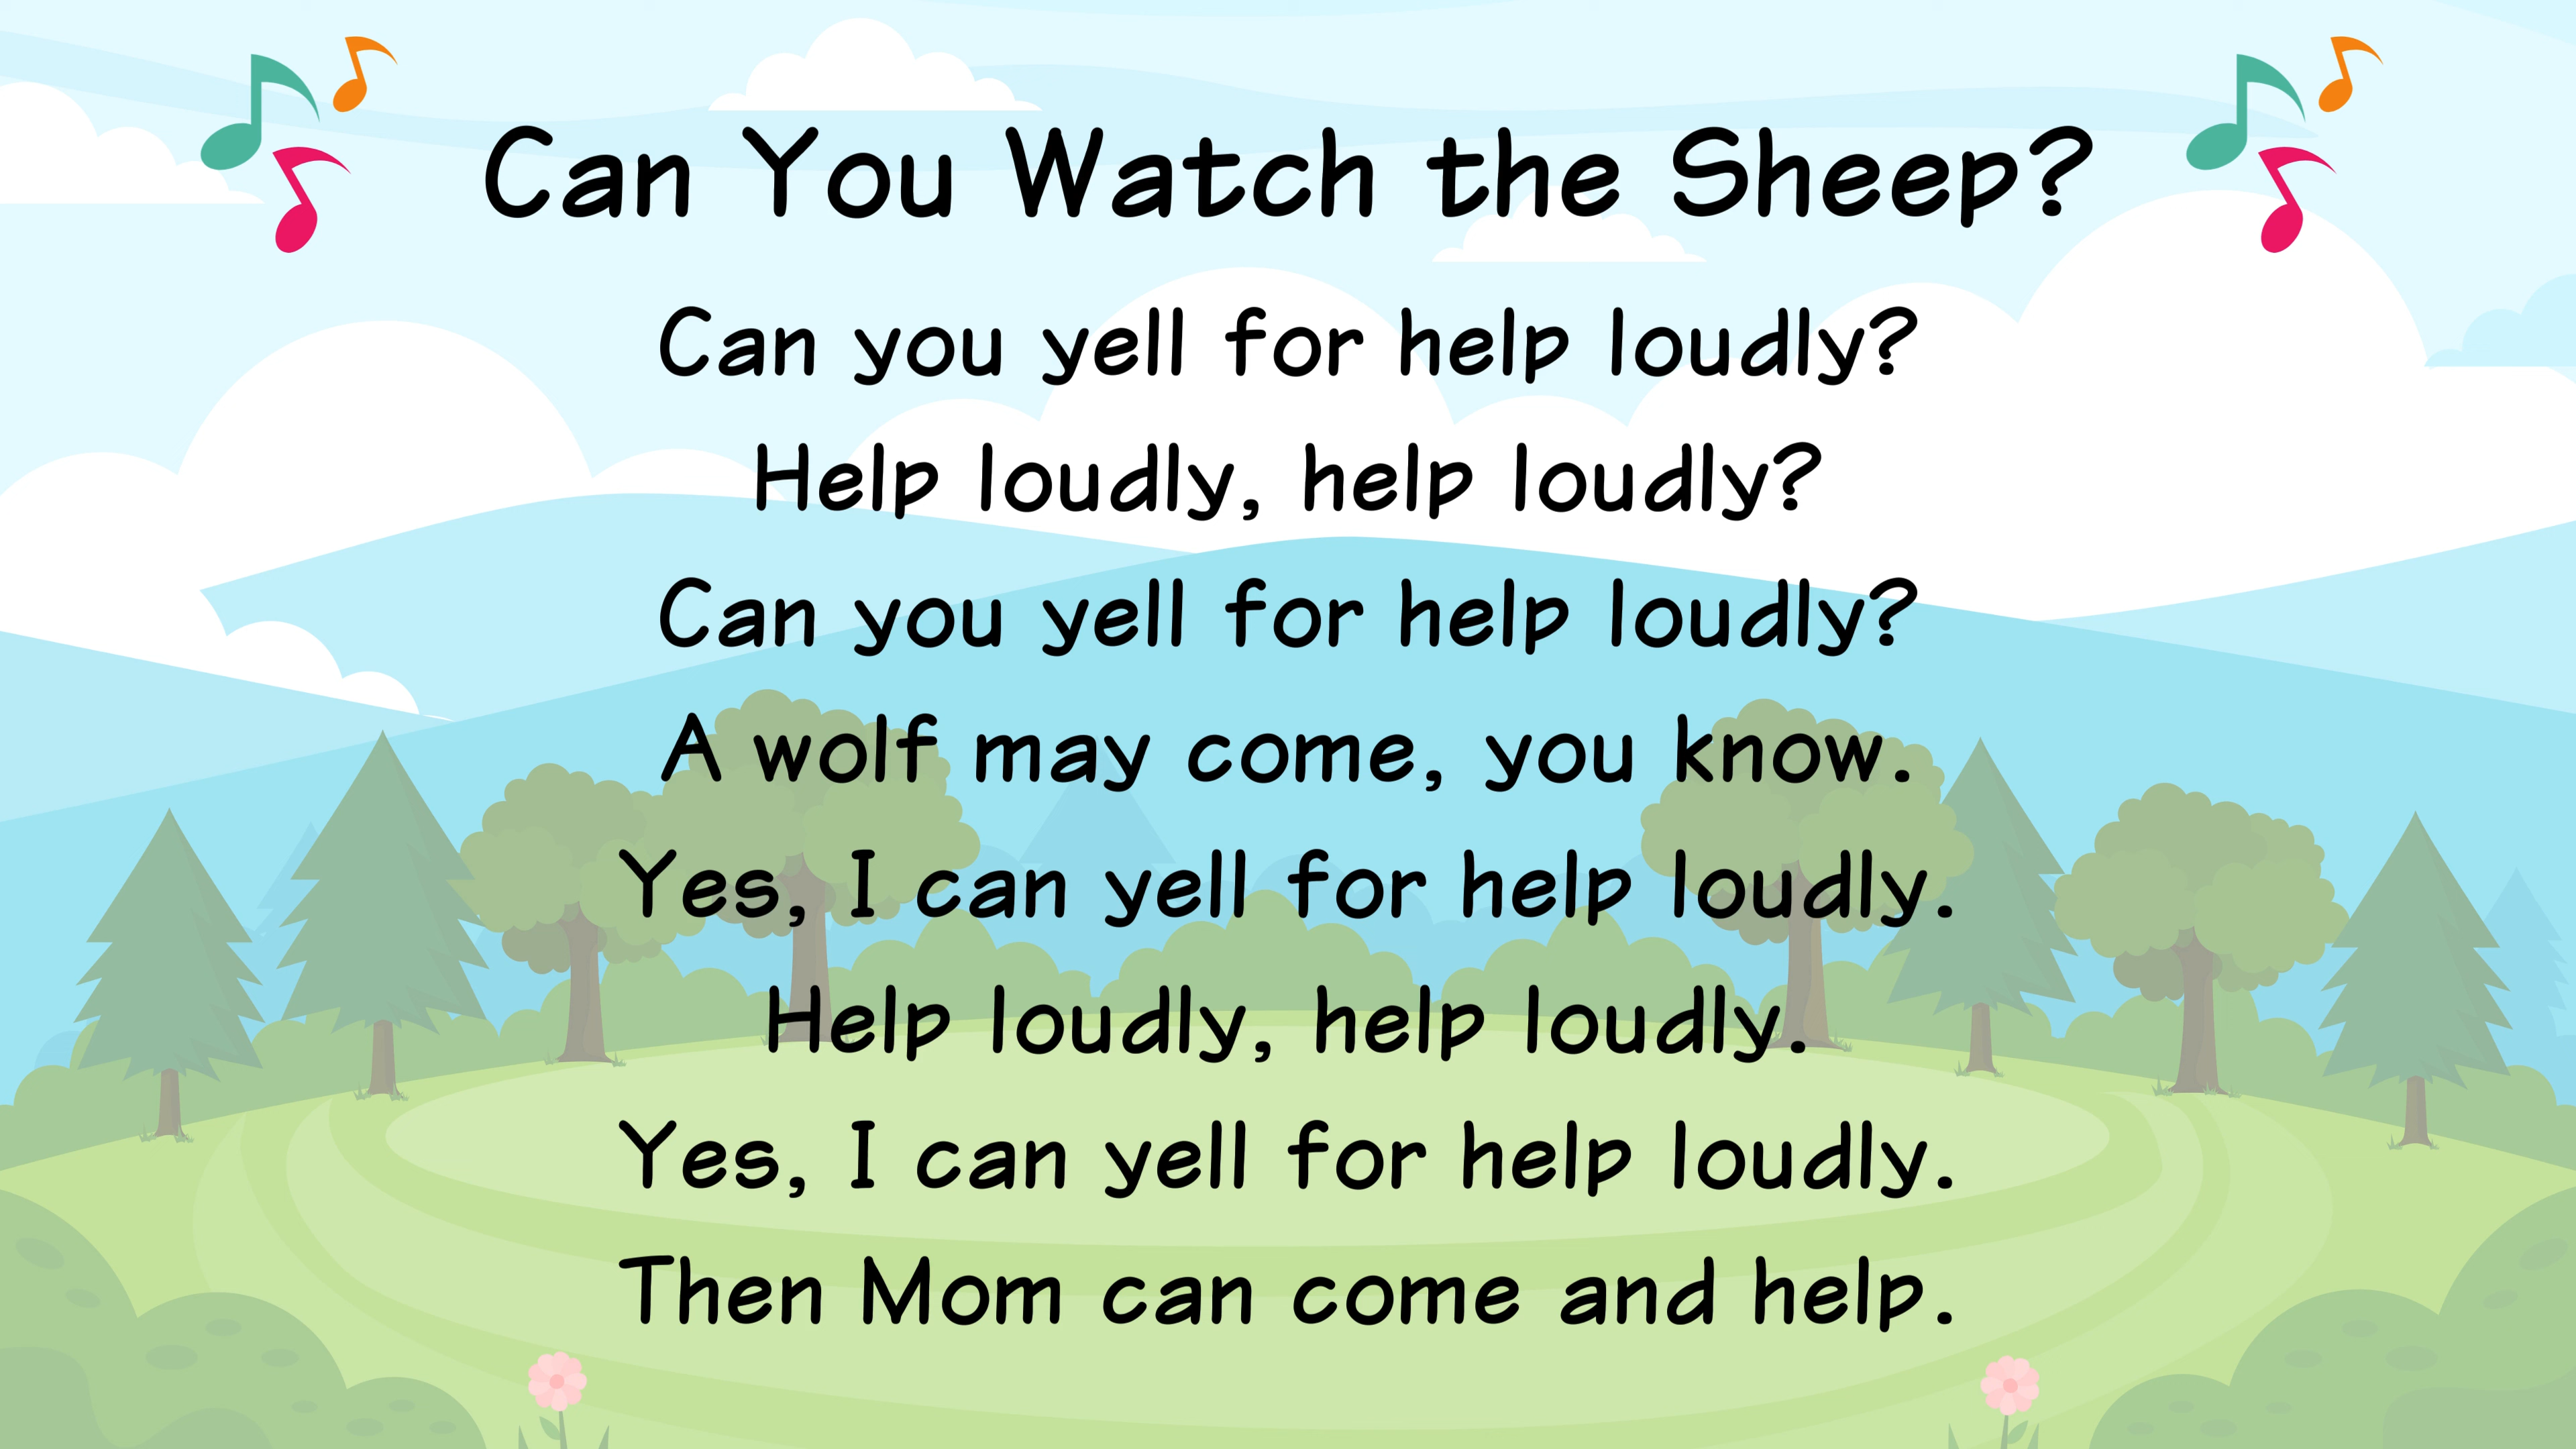 Can You Watch the Sheep?
Can you yell for help loudly?
Help loudly, help loudly?
Can you yell for help loudly?
A wolf may come, you know.
Yes, I can yell for help loudly.
Help loudly, help loudly.
Yes, I can yell for help loudly.
Then Mom can come and help.